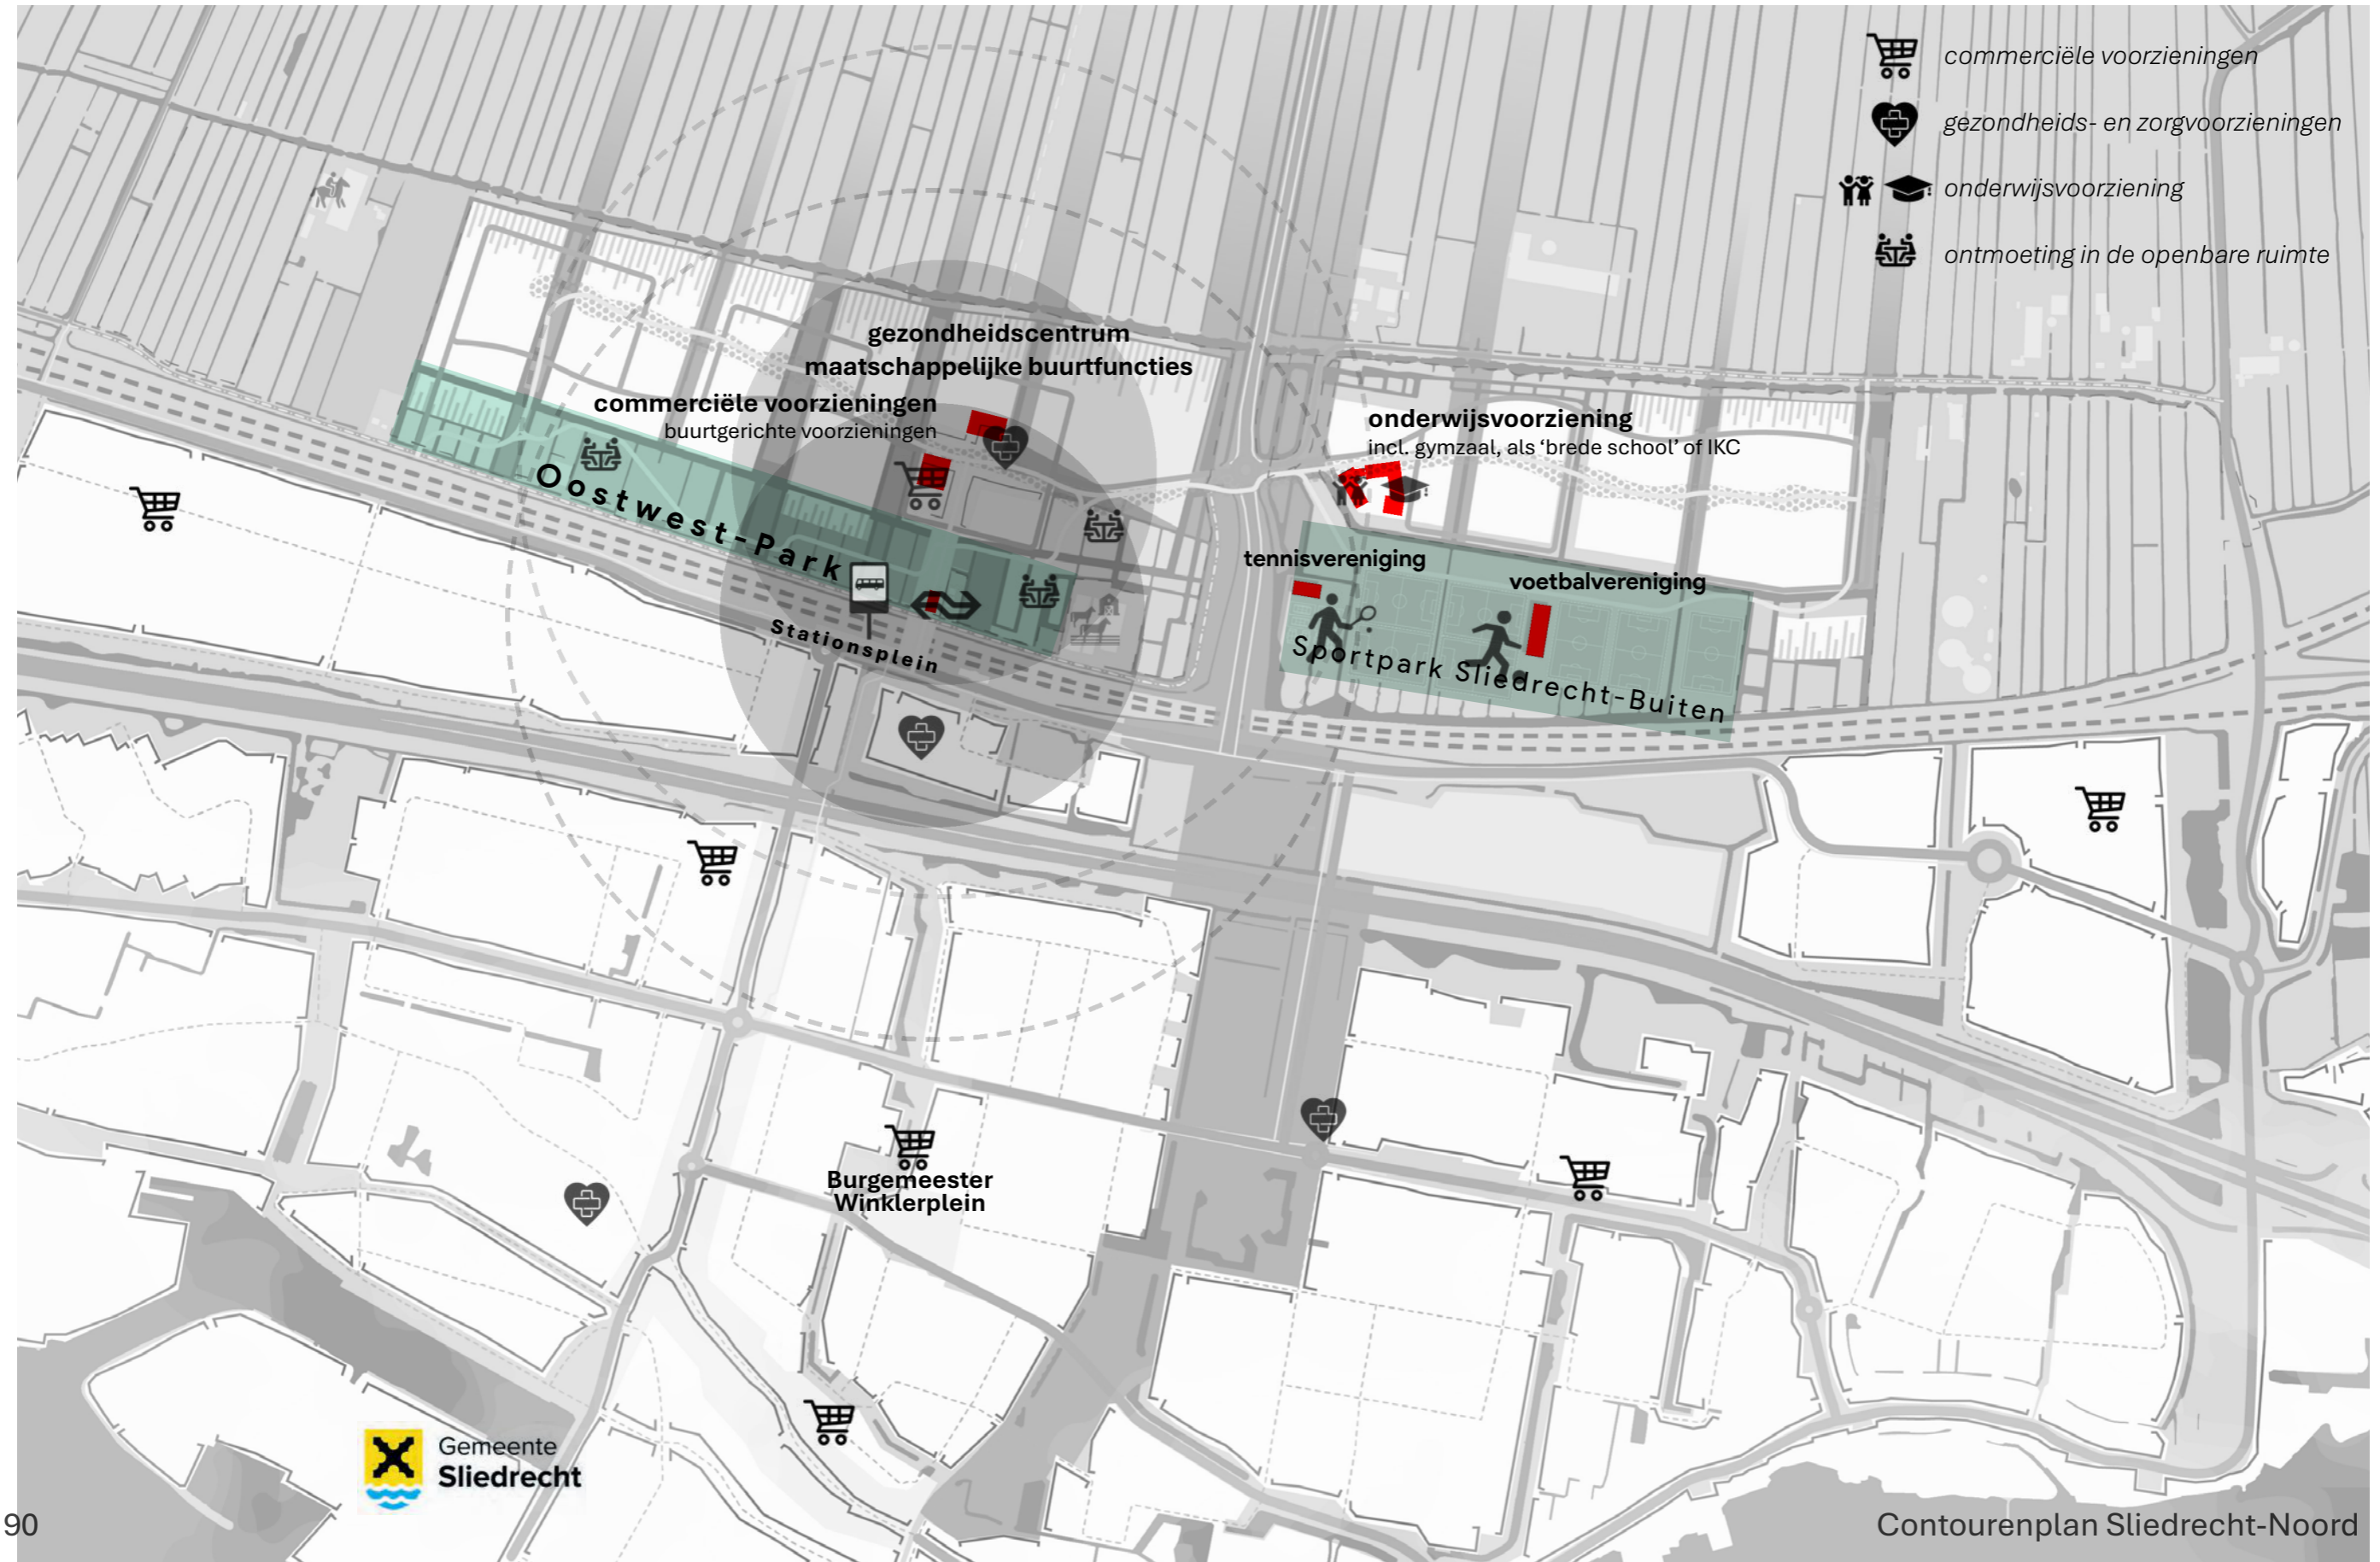 commerciële voorzieningen
gezondheids- en zorgvoorzieningen
onderwijsvoorziening
ontmoeting in de openbare ruimte
gezondheidscentrum
maatschappelijke buurtfuncties
commerciële voorzieningen
buurtgerichte voorzieningen
onderwijsvoorziening
incl. gymzaal, als ‘brede school’ of IKC
Oostwest-Park
tennisvereniging
voetbalvereniging
Stationsplein
Sportpark Sliedrecht-Buiten
Burgemeester
Winklerplein
Gemeente
Sliedrecht
90
Contourenplan Sliedrecht-Noord